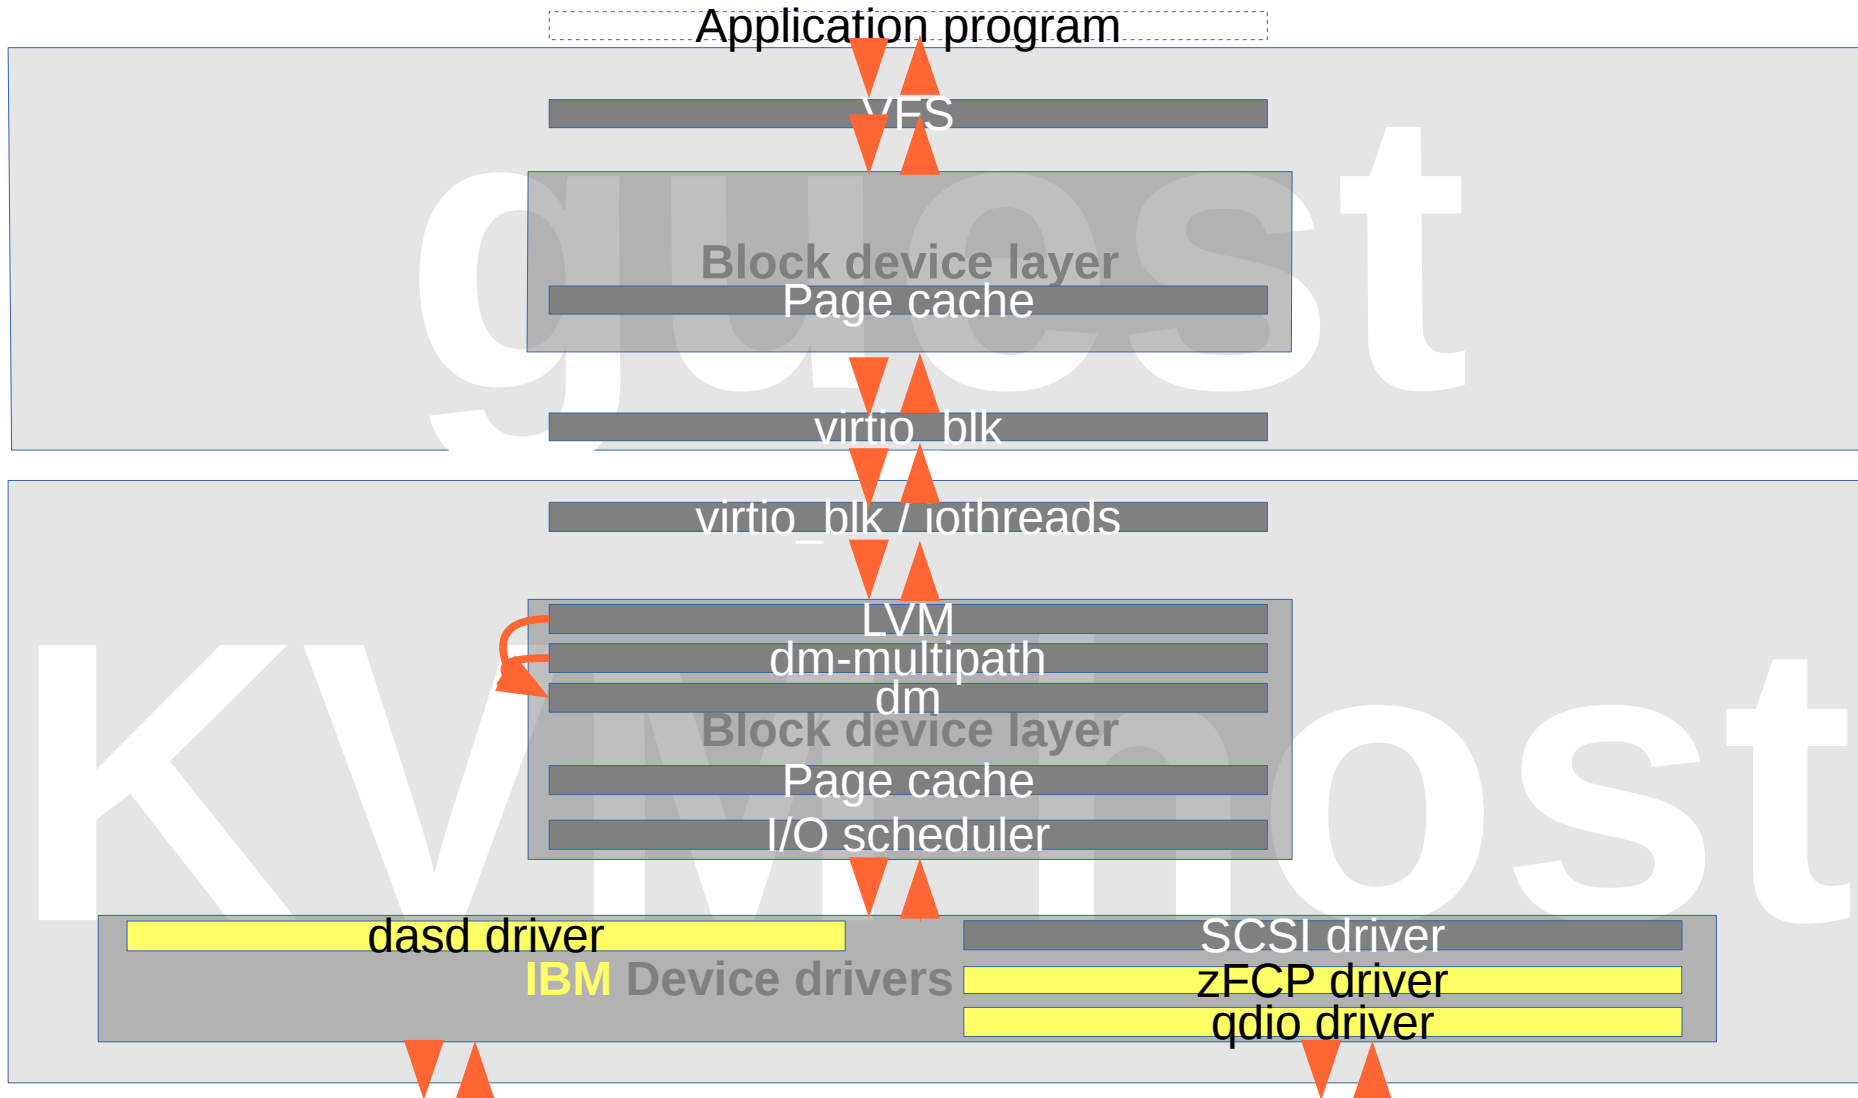 Application program
guest
VFS
Block device layer
Page cache
virtio_blk
KVM host
virtio_blk / iothreads
LVM
dm-multipath
dm
Block device layer
Page cache
I/O scheduler
dasd driver
SCSI driver
IBM Device drivers
zFCP driver
qdio driver